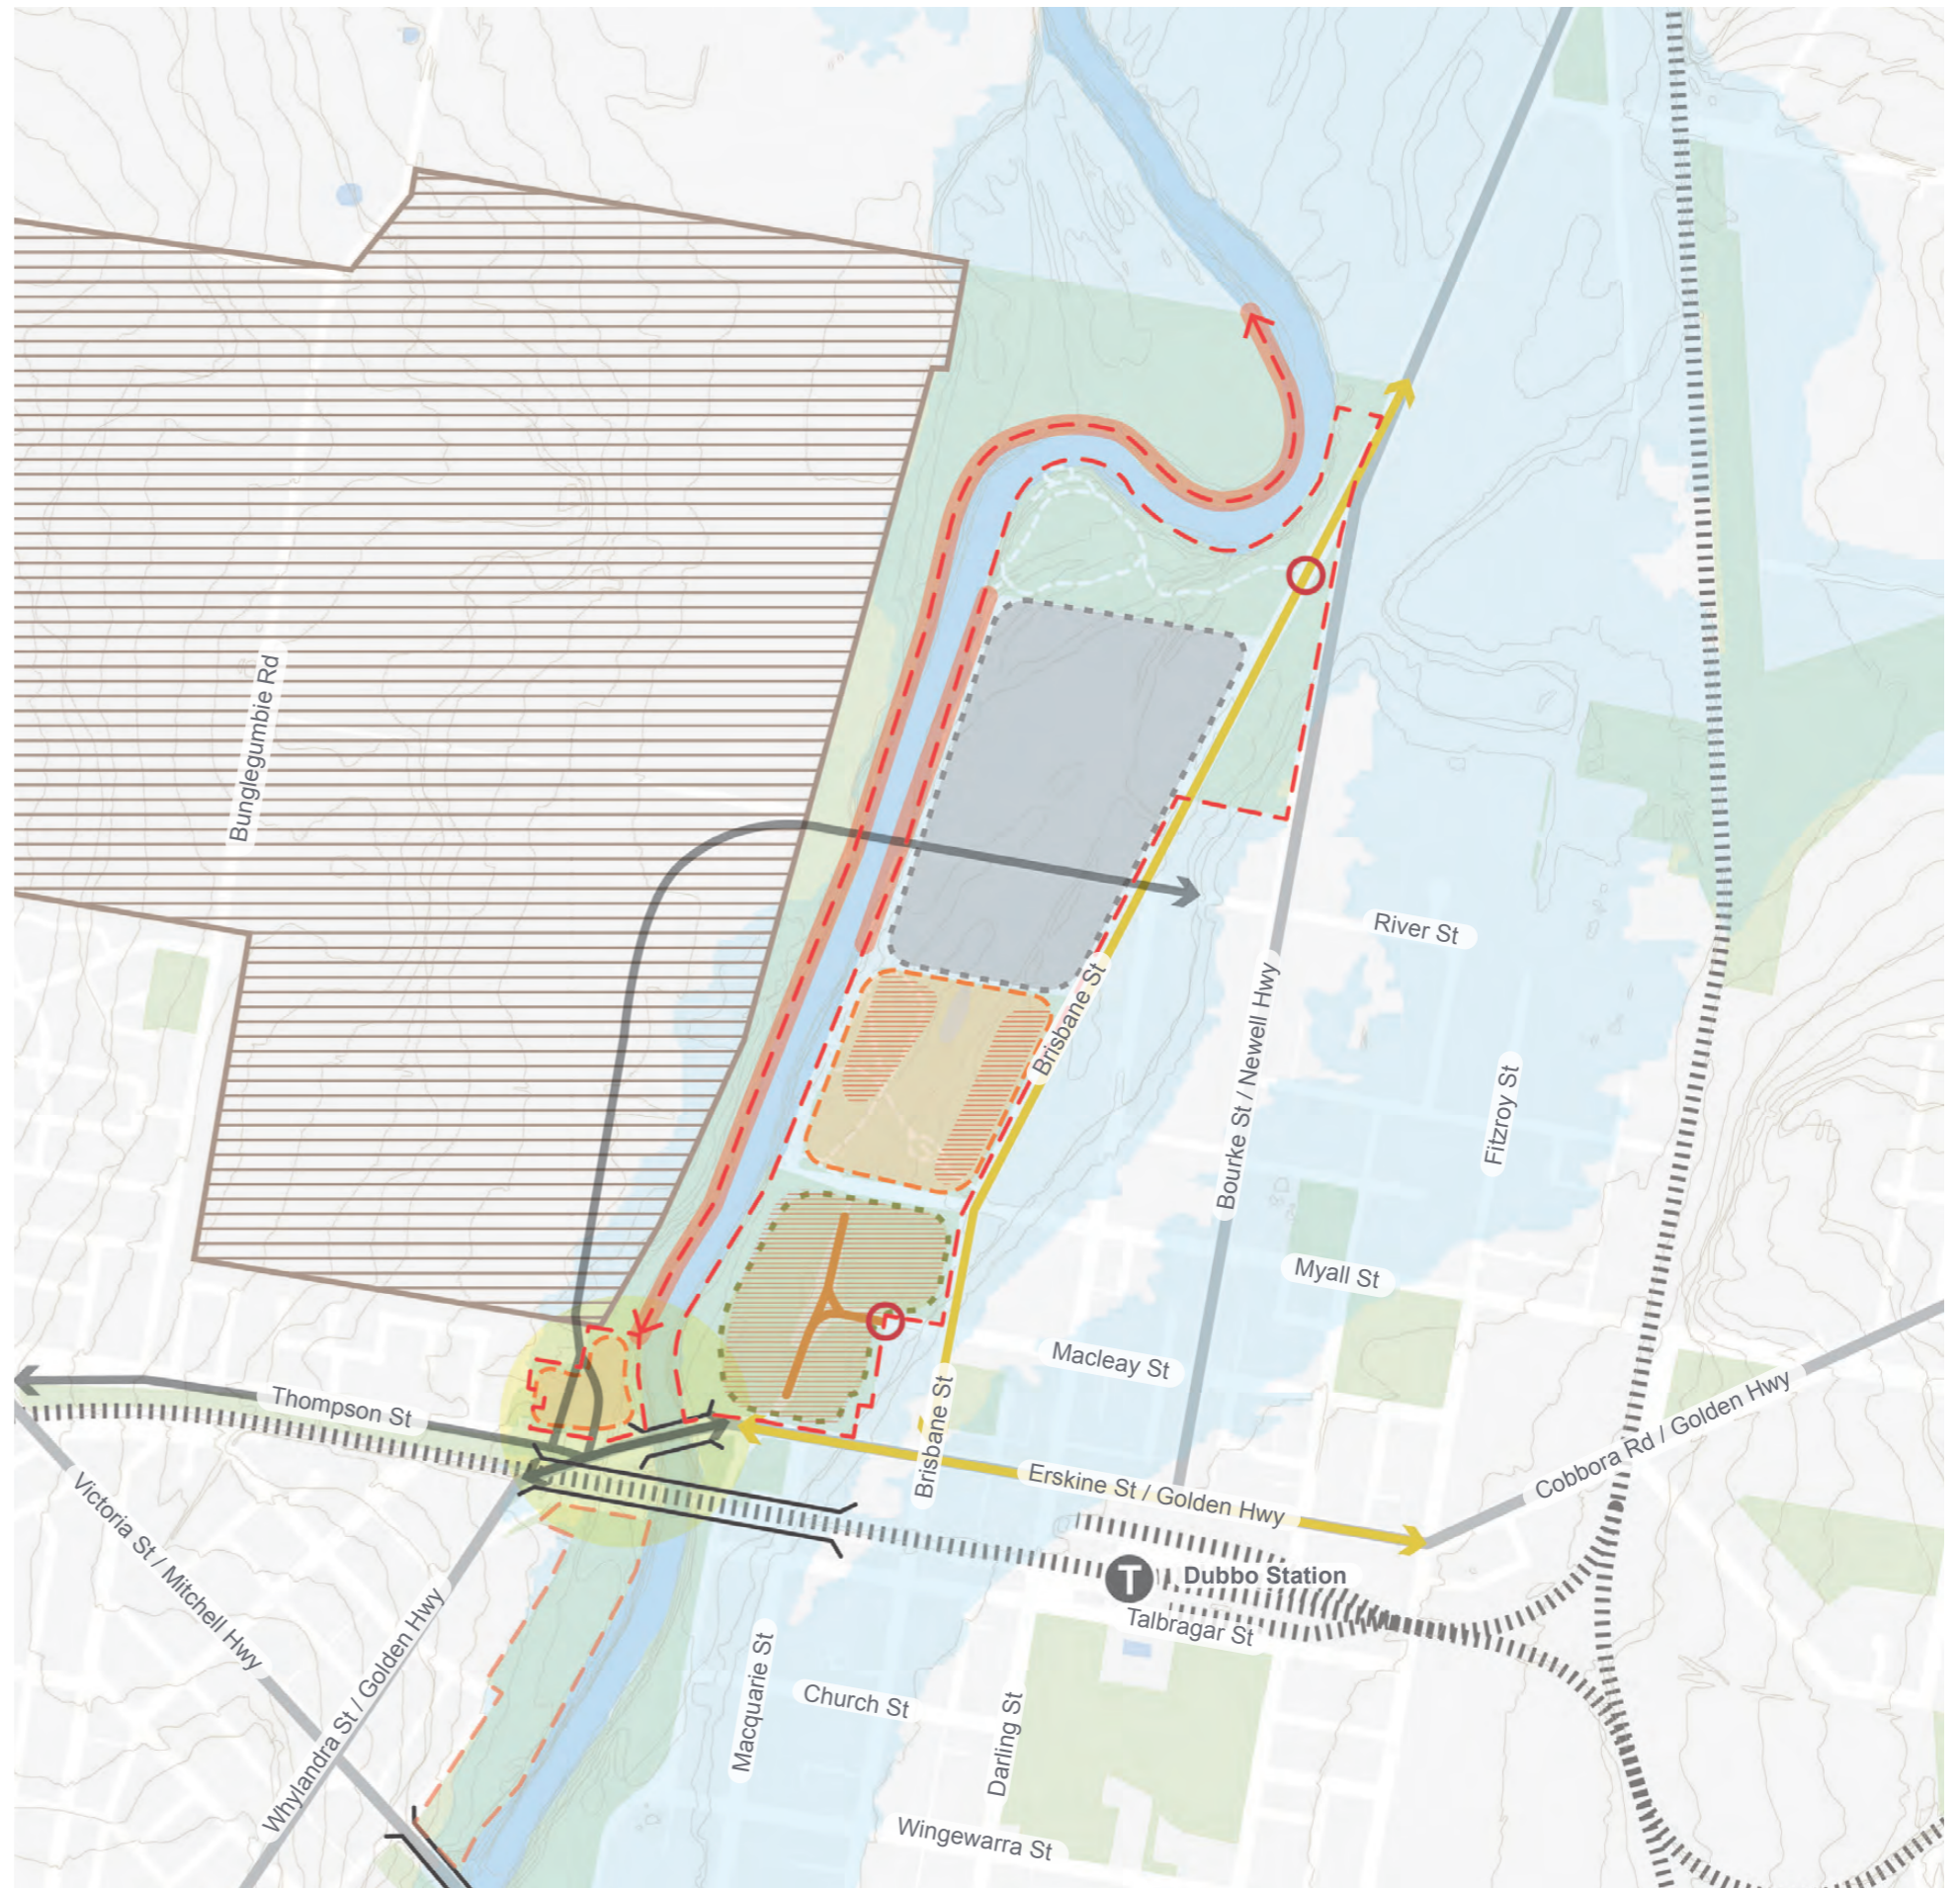 Bunglegumbie Rd
River St
Brisbane St
Bourke St / Newell Hwy
Fitzroy St
Myall St
Macleay St
Thompson St
Brisbane St
Erskine St / Golden Hwy
Cobbora Rd / Golden Hwy
Victoria St / Mitchell Hwy
Whylandra St / Golden Hwy
T
Dubbo Station
Talbragar St
Macquarie St
Church St
Darling St
Wingewarra St